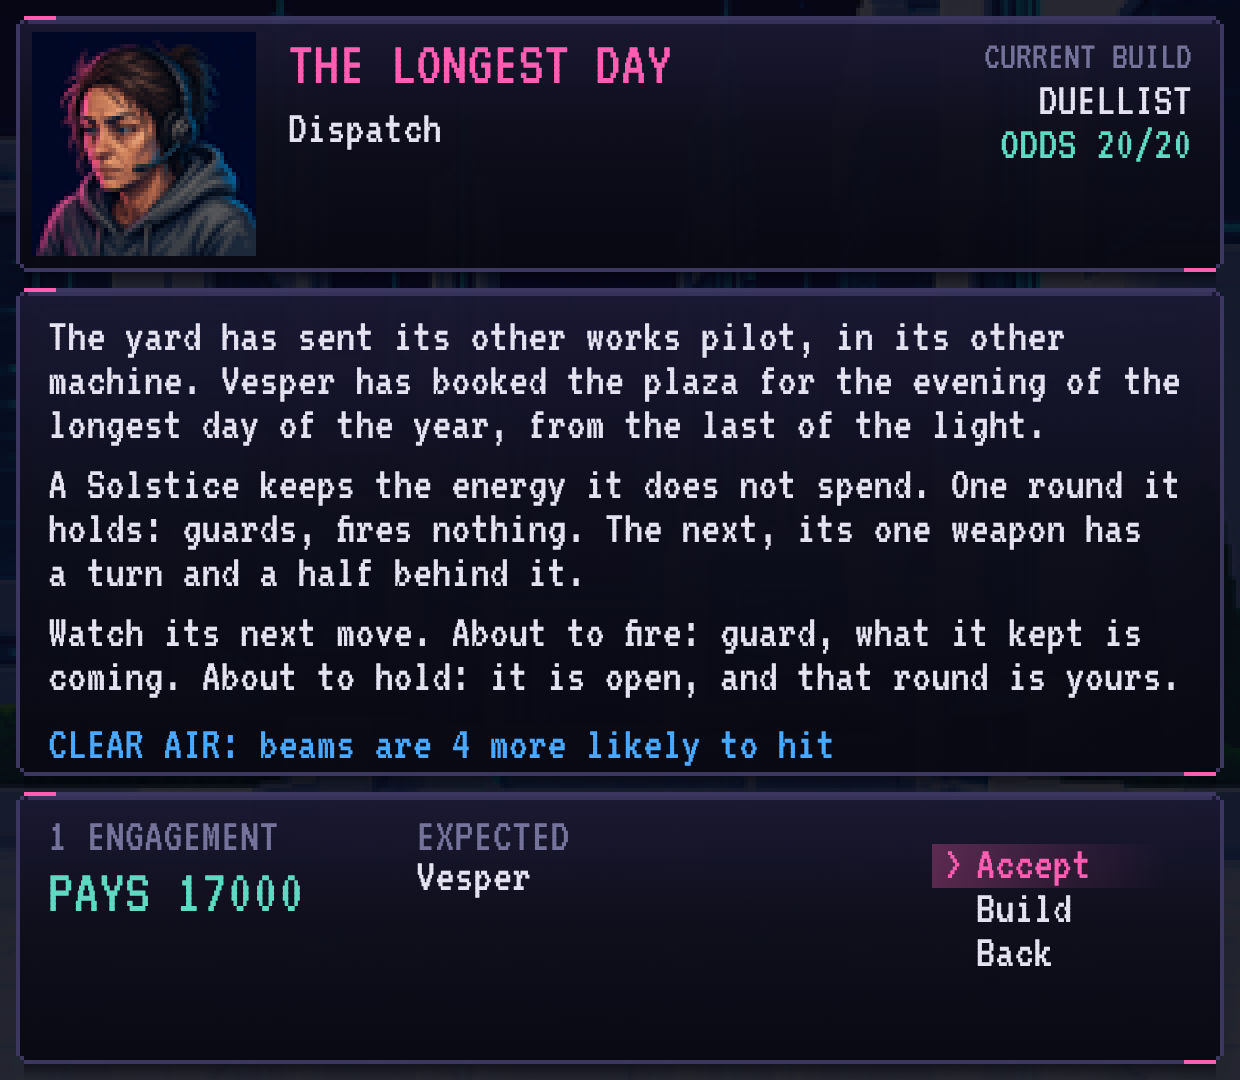 THE LONGEST DAY
Dispatch
CURRENT BUILD
DUELLIST
ODDS 20/20
The yard has sent its other works pilot, in its other
machine. Vesper has booked the plaza for the evening of the
longest day of the year, from the last of the light.
A Solstice keeps the energy it does not spend. One round it
holds: guards, fires nothing. The next, its one weapon has
a turn and a half behind it.
Watch its next move. About to fire: guard, what it kept is
coming. About to hold: it is open, and that round is yours.
CLEAR AIR: beams are 4 more likely to hit
1 ENGAGEMENT
PAYS 17000
EXPECTED
Vesper
> Accept
Build
Back